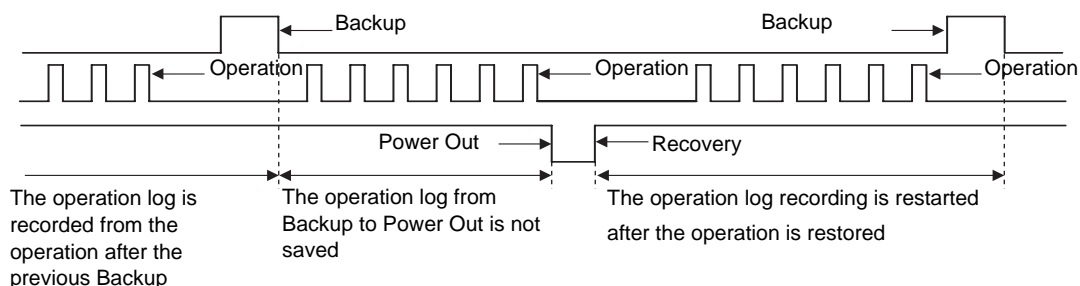 Backup
Backup
Operation
Operation
Operation
Power Out
Recovery
The operation log is
recorded from the
operation after the
previous Backup
The operation log from
Backup to Power Out is not
saved
The operation log recording is restarted
after the operation is restored